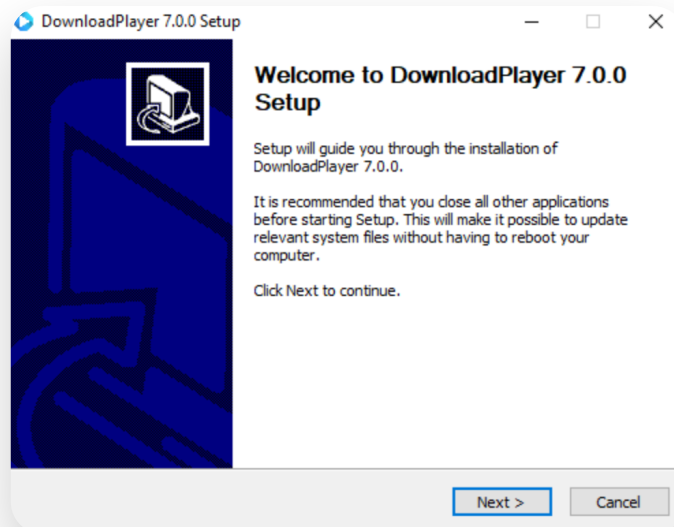 DownloadPlayer 7.0.0 Setup
Welcome to DownloadPlayer 7.0.0
Setup
Setup will guide you through the installation of
DownloadPlayer 7.0.0.
It is recommended that you close all other applications
before starting Setup. This will make it possible to update
relevant system files without having to reboot your
computer.
Click Next to continue.
Next >
Cancel